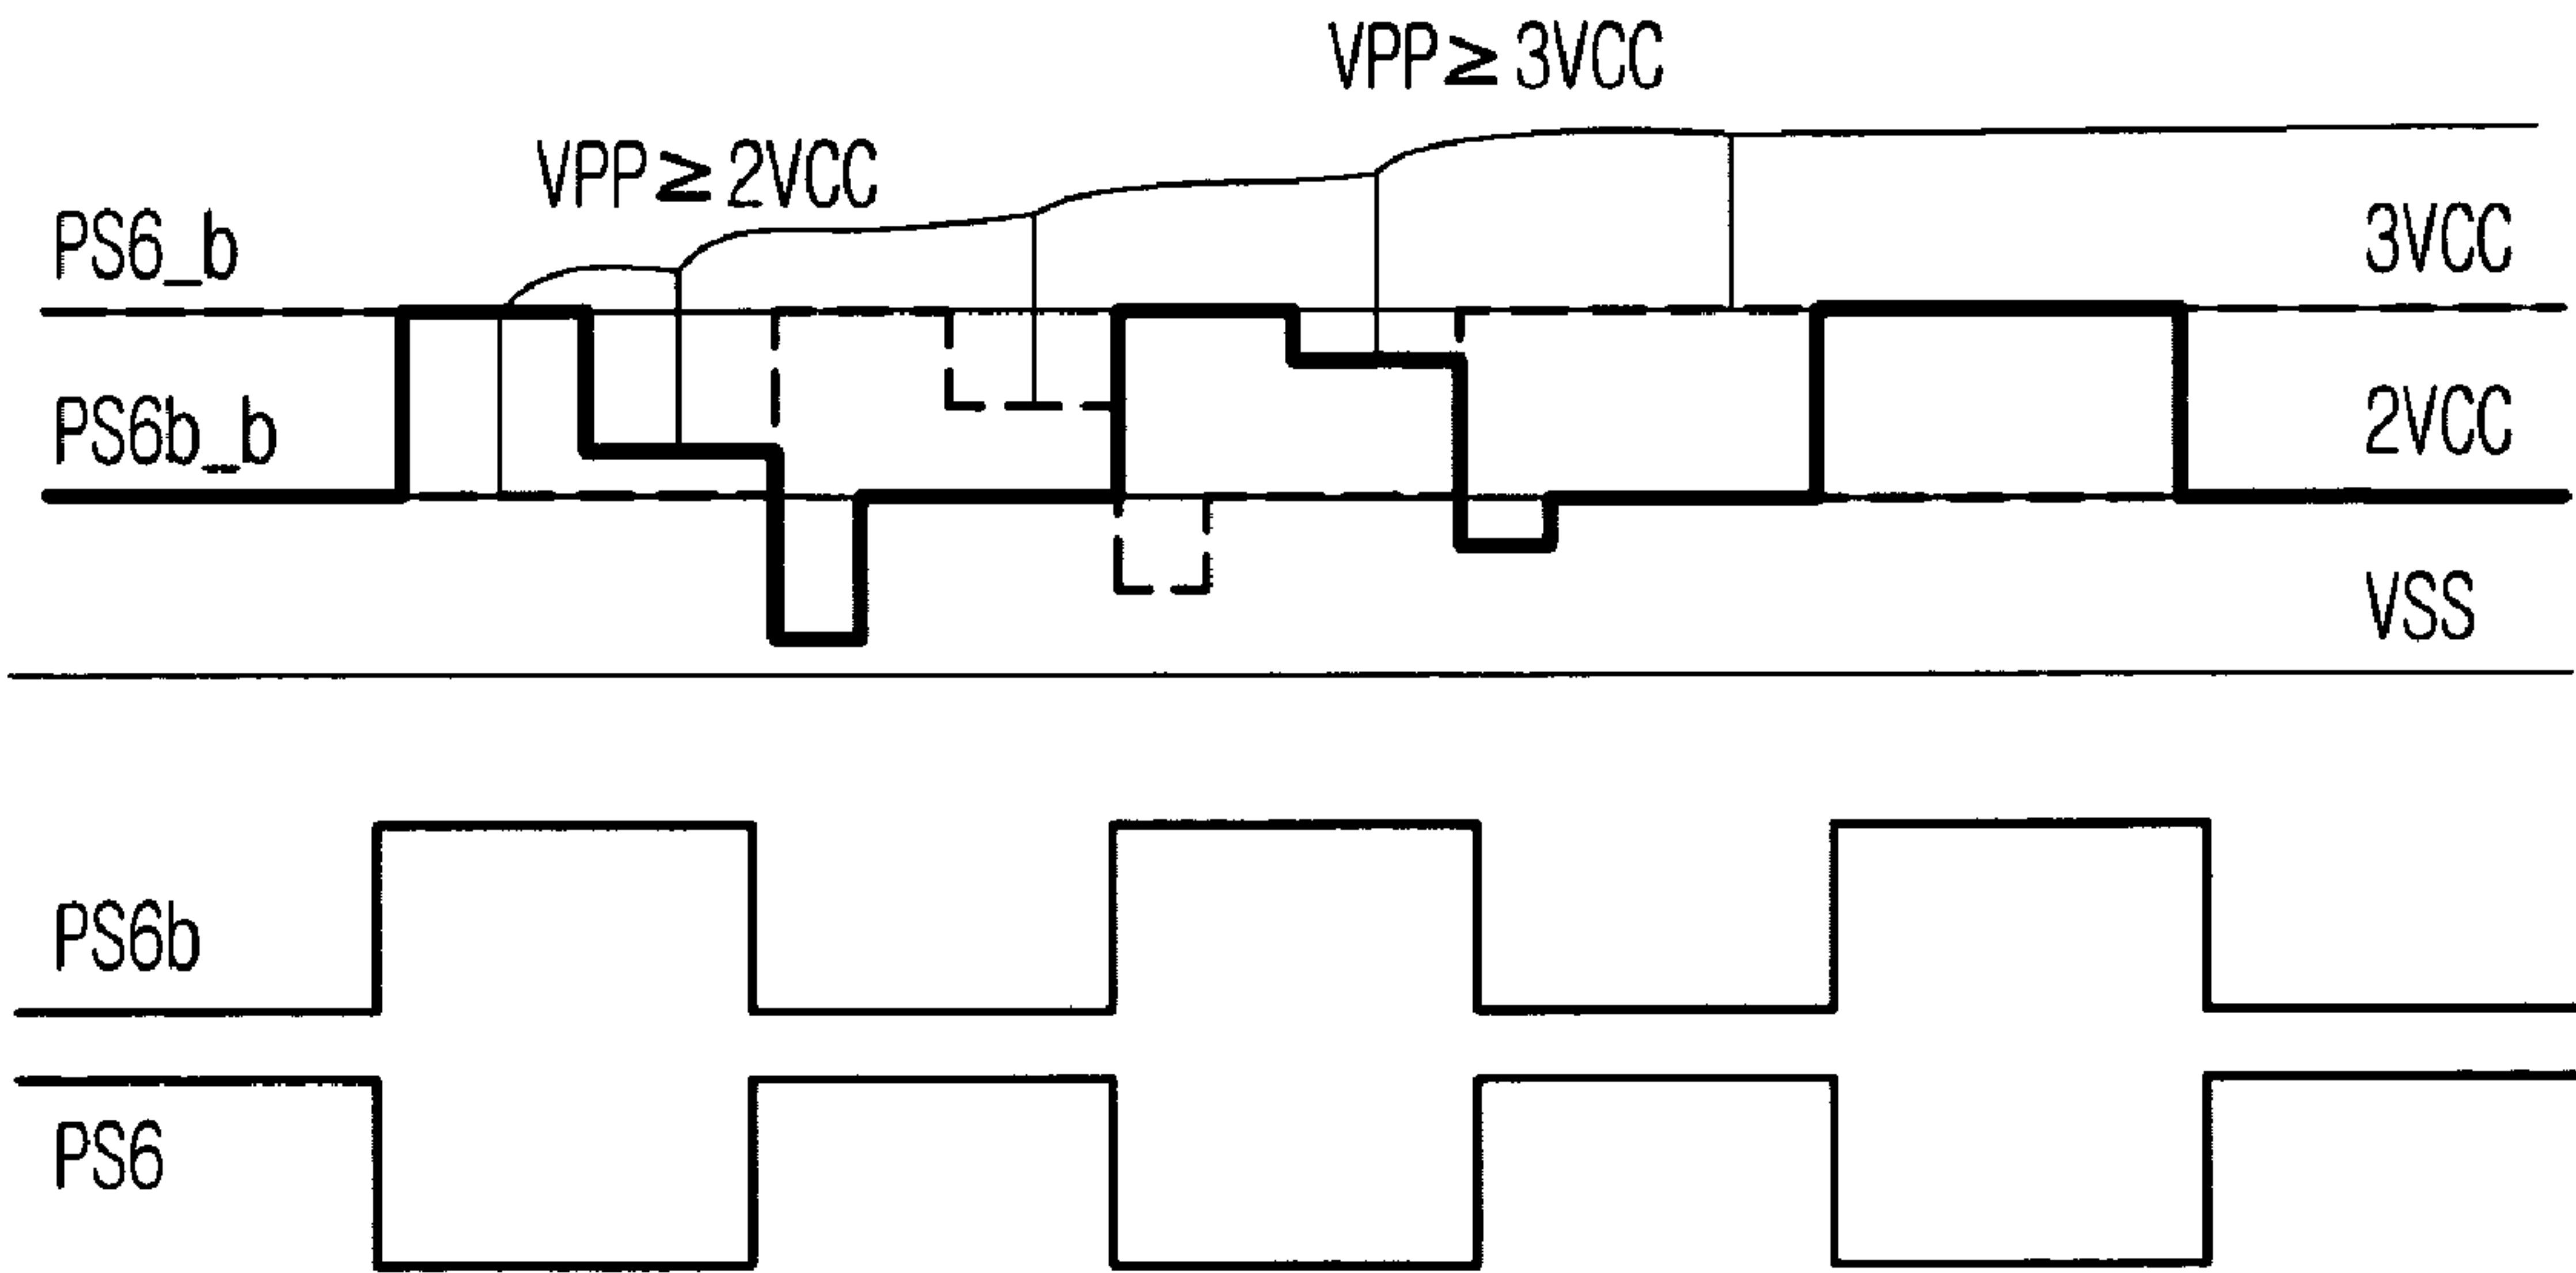 VPP≥ 3VCC
VPP≥ 2VCC
PS6_b
3VCC
PS6b_b
2VCC
VSS
PS6b
PS6